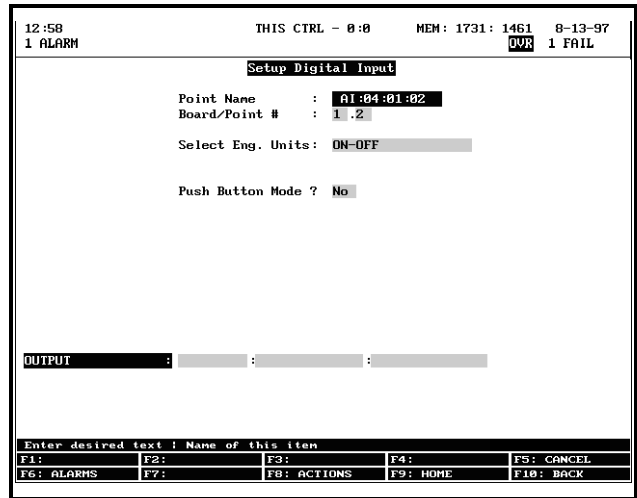 12:58 THIS CTRL - 0:0 MEM: 1731: 1461 8-13-97
1 ALARM OVR 1 FAIL
Setup Digital Input
Point Name : AI:04:01:02
Board/Point # : 1 .2
Select Eng. Units: ON-OFF
Push Button Mode ? No
OUTPUT : : :
Enter desired text ¦ Name of this item
F1: F2: F3: F4: F5: CANCEL
F6: ALARMS F7: F8: ACTIONS F9: HOME F10: BACK